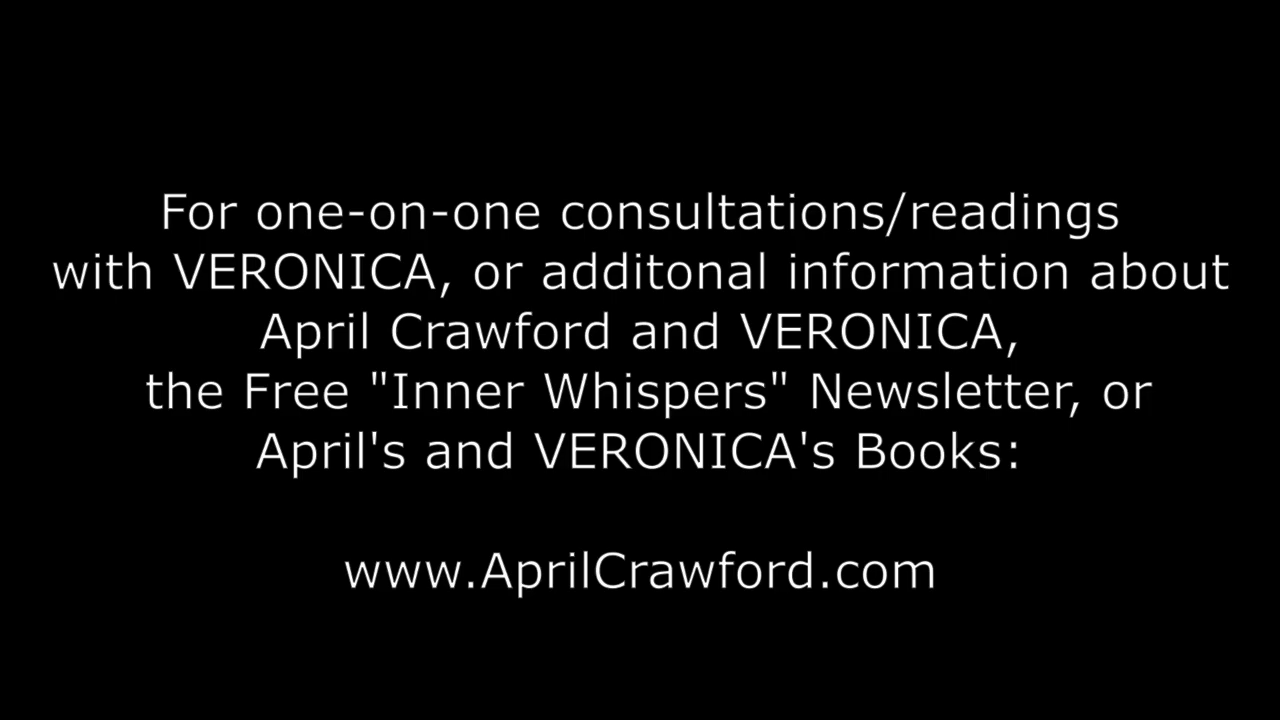 For one-on-one consultations/readings
with VERONICA, or additonal information about
April Crawford and VERONICA,
the Free "Inner Whispers" Newsletter, or
April's and VERONICA's Books:
www.AprilCrawford.com